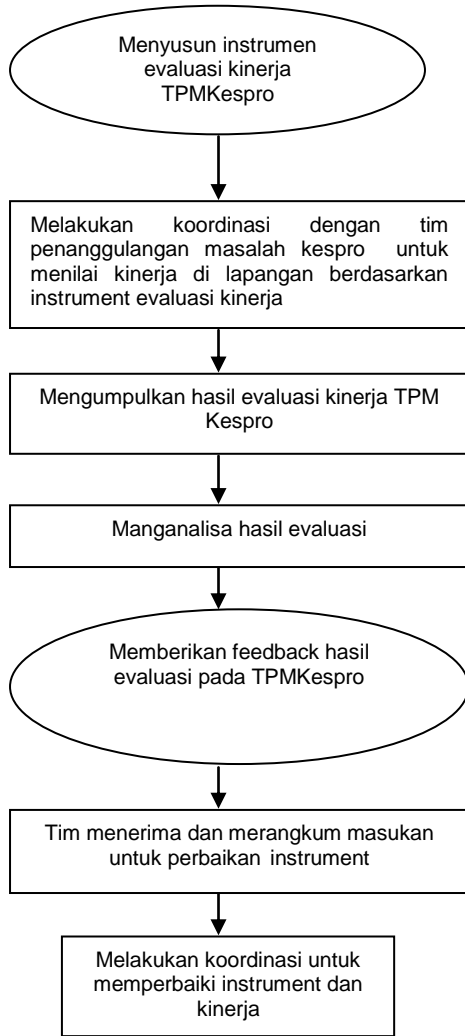 Menyusun instrumen
evaluasi kinerja
TPMKespro
Melakukan koordinasi dengan tim
penanggulangan masalah kespro untuk
menilai kinerja di lapangan berdasarkan
instrument evaluasi kinerja
Mengumpulkan hasil evaluasi kinerja TPM
Kespro
Manganalisa hasil evaluasi
Memberikan feedback hasil
evaluasi pada TPMKespro
Tim menerima dan merangkum masukan
untuk perbaikan instrument
Melakukan koordinasi untuk
memperbaiki instrument dan
kinerja